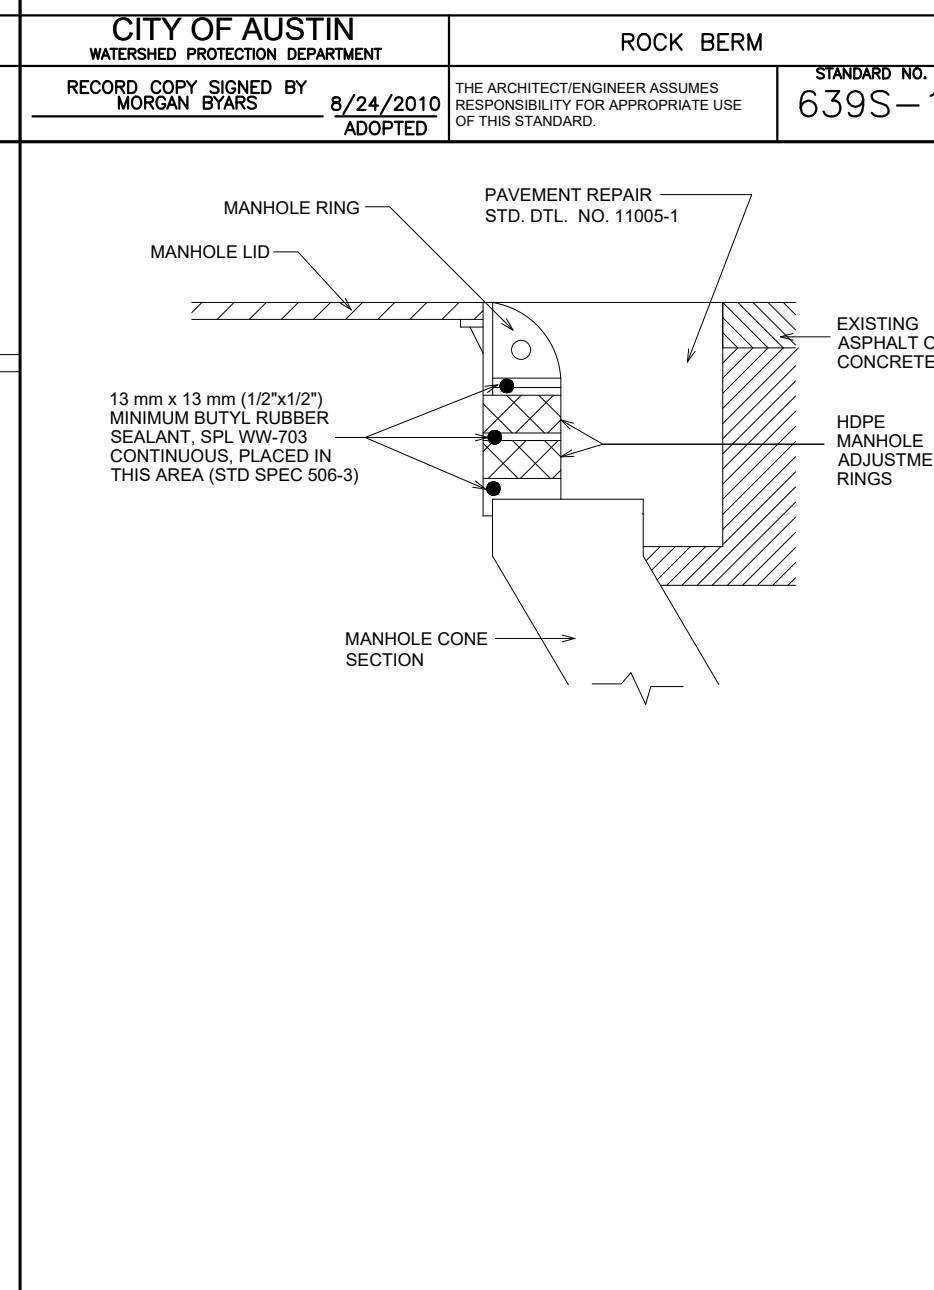 CITY OF AUSTIN
WATERSHED PROTECTION DEPARTMENT
ROCK BERM
RECORD COPY SIGNED BY
MORGAN BYARS
8/24/2010
ADOPTED
THE ARCHITECT/ENGINEER ASSUMES
RESPONSIBILITY FOR APPROPRIATE USE
OF THIS STANDARD.
STANDARD NO.
639S-1
MANHOLE RING
PAVEMENT REPAIR
STD. DTL. NO. 11005-1
MANHOLE LID
EXISTING
ASPHALT
CONCRETE
13 mm x 13 mm (1/2"x1/2")
MINIMUM BUTYL RUBBER
SEALANT, SPL WW-703
CONTINUOUS, PLACED IN
THIS AREA (STD SPEC 506-3)
HDPE
MANHOLE
RINGS
MANHOLE CONE
SECTION